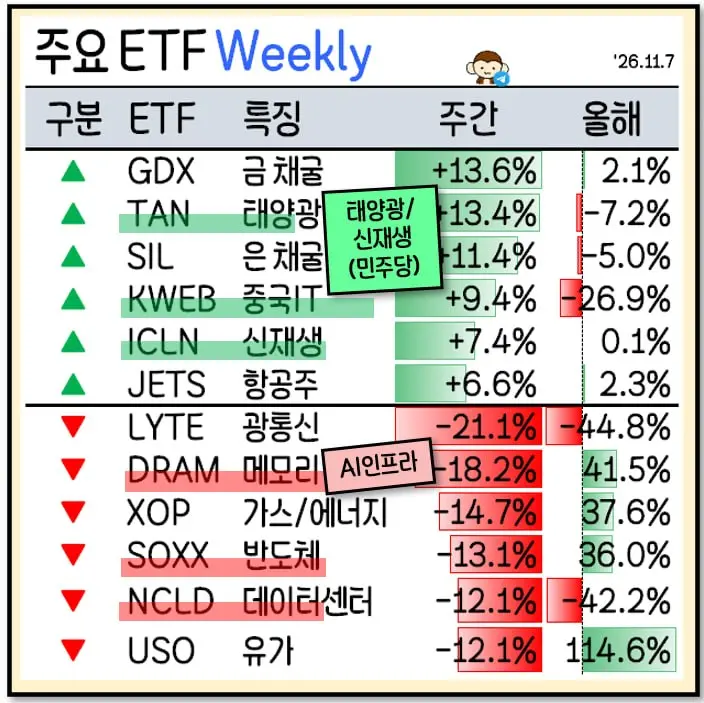 주요 ETF Weekly
'26.11.7
구분 ETF 특징 주간 올해
GDX 금 채굴 +13.6% 2.1%
TAN 태양광 +13.4% -7.2%
SIL 은 채굴 +11.4% -5.0%
KWEB 중국IT +9.4% -26.9%
ICLN 신재생 +7.4% 0.1%
JETS 항공주 +6.6% 2.3%
태양광/
신재생
(민주당)
LYTE 광통신 -21.1% -44.8%
DRAM 메모리 -18.2% 41.5%
XOP 가스/에너지 -14.7% 37.6%
SOXX 반도체 -13.1% 36.0%
NCLD 데이터센터 -12.1% -42.2%
USO 유가 -12.1% 114.6%
AI인프라